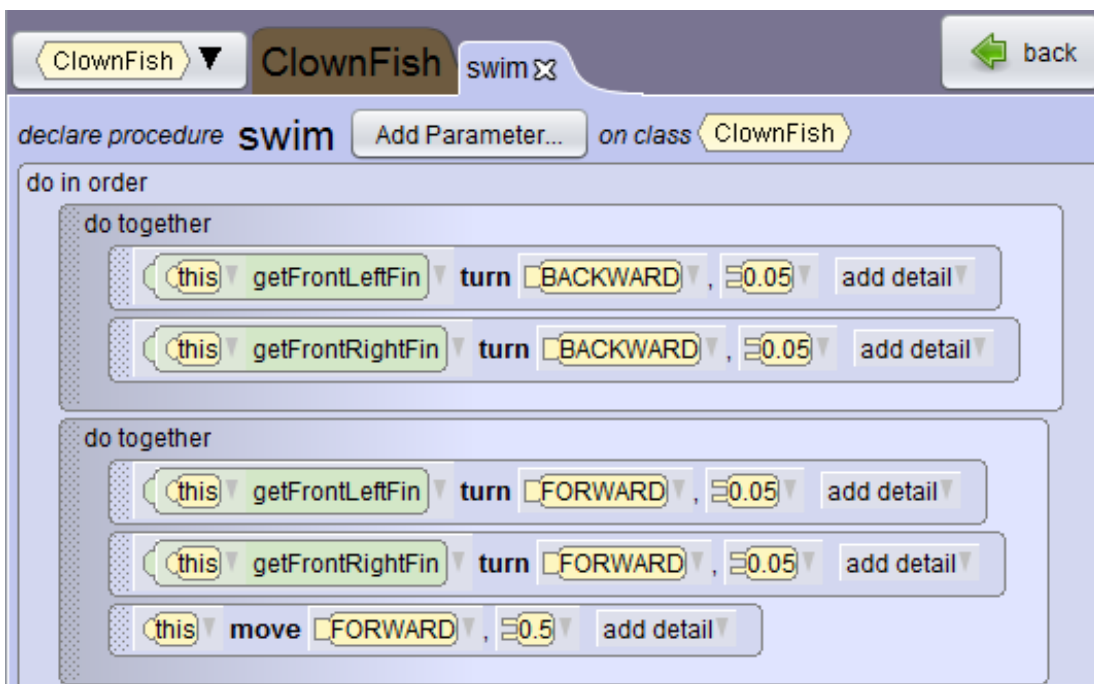 ClownFish ClownFish swim back
declare procedure swim Add Parameter... on class ClownFish
do in order
do together
this getFrontLeftFin turn BACKWARD , 0.05 add detail
this getFrontRightFin turn BACKWARD , 0.05 add detail
do together
this getFrontLeftFin turn FORWARD , 0.05 add detail
this getFrontRightFin turn FORWARD , 0.05 add detail
this move FORWARD , 0.5 add detail